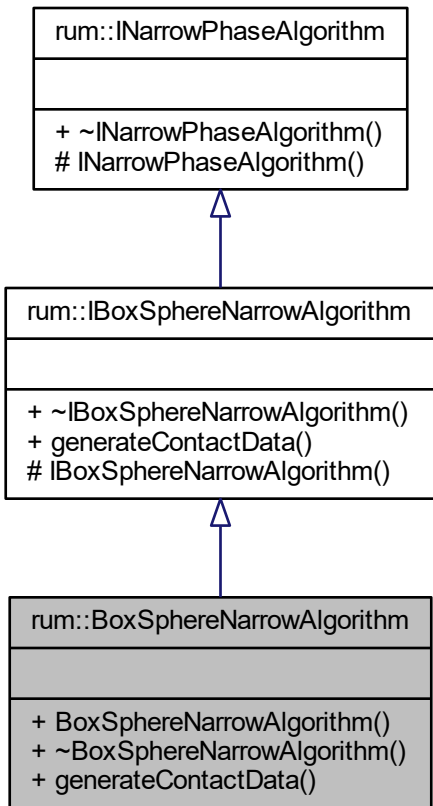 rum::INarrowPhaseAlgorithm
+ ~INarrowPhaseAlgorithm()
# INarrowPhaseAlgorithm()
rum::IBoxSphereNarrowAlgorithm
+ ~IBoxSphereNarrowAlgorithm()
+ generateContactData()
# IBoxSphereNarrowAlgorithm()
rum::BoxSphereNarrowAlgorithm
+ BoxSphereNarrowAlgorithm()
+ ~BoxSphereNarrowAlgorithm()
+ generateContactData()